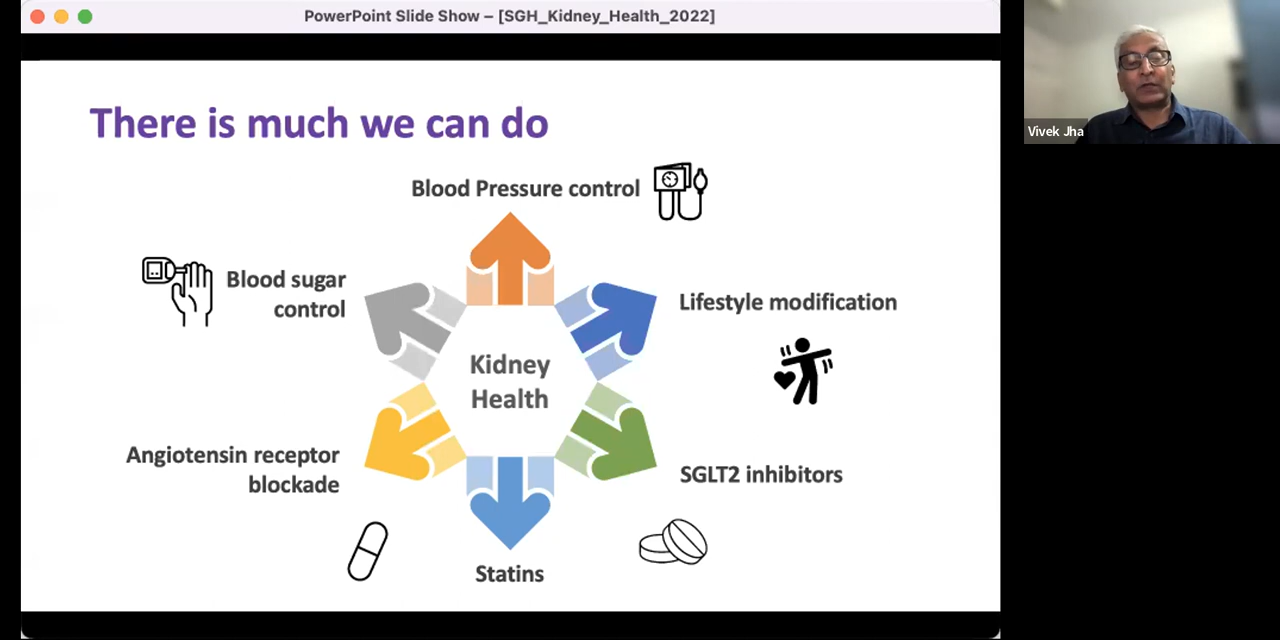 PowerPoint Slide Show – [SGH_Kidney_Health_2022]
Vivek Jha
There is much we can do
Blood Pressure control
Blood sugar
control
Lifestyle modification
Kidney
Health
Angiotensin receptor
blockade
SGLT2 inhibitors
Statins